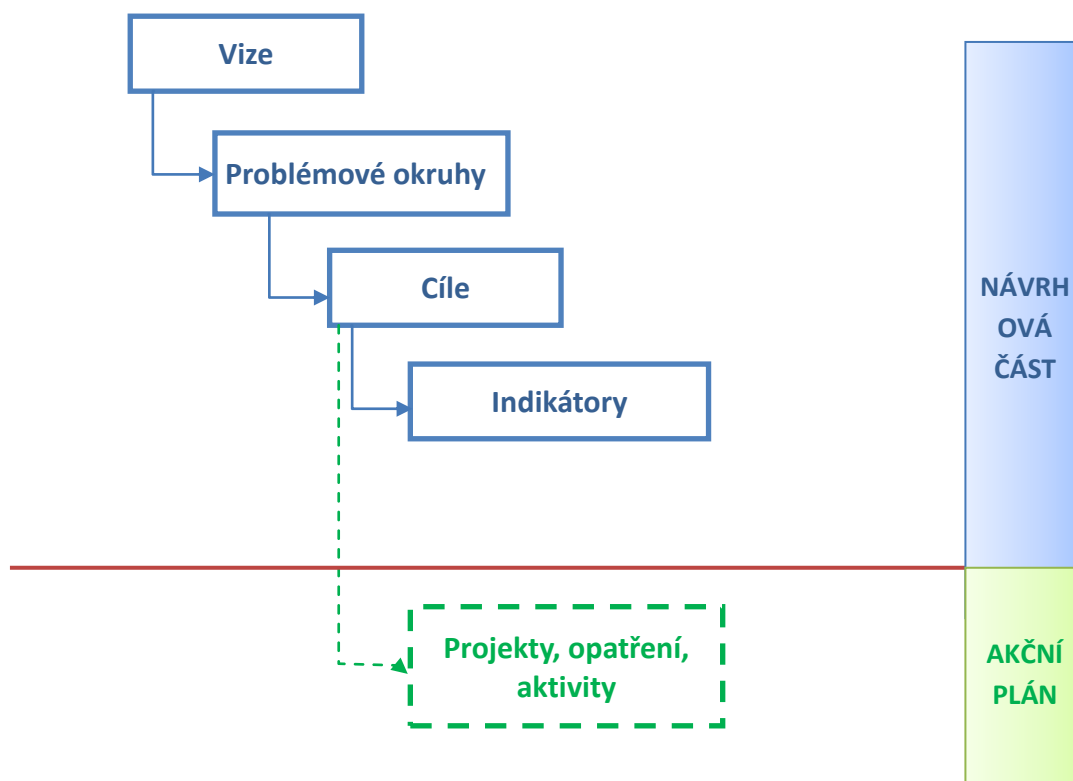 Vize
Problémové okruhy
Cíle
NÁVRH
OVÁ
ČÁST
Indikátory
Projekty, opatření,
aktivity
AKČNÍ
PLÁN